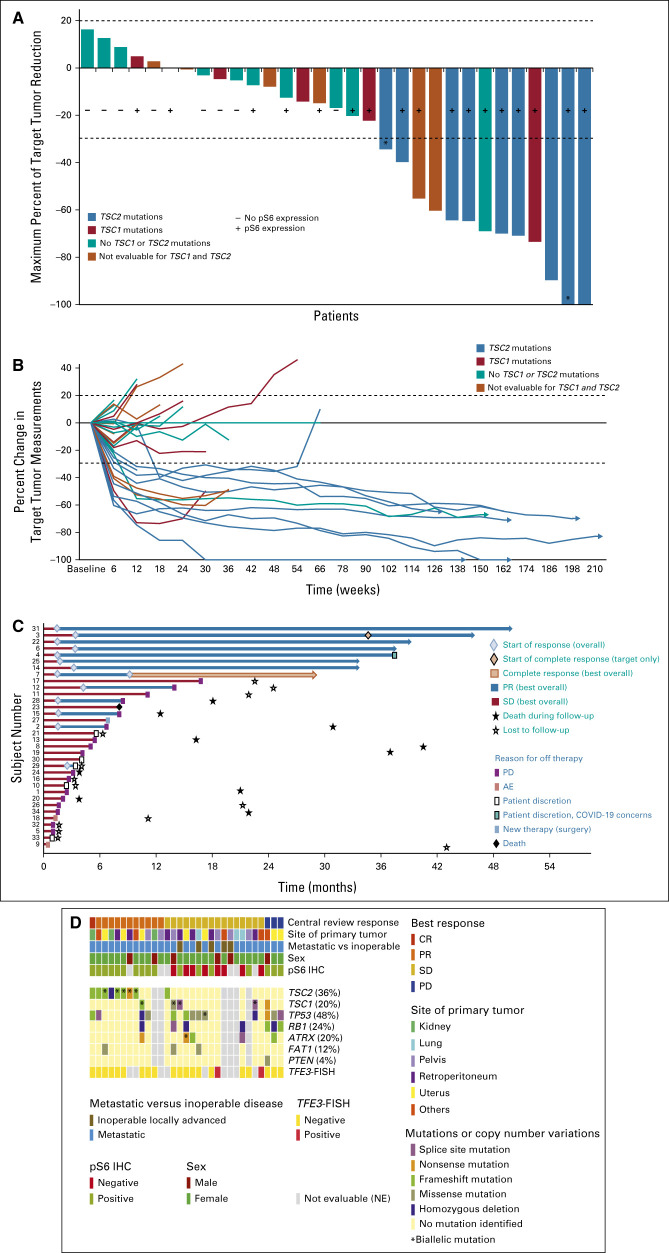 A
Maximum Percent of Target Tumor Reduction
20
0
–20
–40
–60
–80
–100
TSC2 mutations
TSC1 mutations
No TSC1 or TSC2 mutations
Not evaluable for TSC1 and TSC2
– No pS6 expression
+ pS6 expression
Patients
B
Percent Change in
Target Tumor Measurements
40
20
0
–20
–40
–60
–80
–100
TSC2 mutations
TSC1 mutations
No TSC1 or TSC2 mutations
Not evaluable for TSC1 and TSC2
Baseline 6 12 18 24 30 36 42 48 54 60 66 72 78 84 90 102 114 126 138 150 162 174 186 198 210
Time (weeks)
C
Subject Number
31
3
22
6
4
25
14
7
17
12
11
28
23
15
27
2
21
13
8
19
30
29
24
16
10
1
20
26
34
18
32
5
33
9
0 6 12 18 24 30 36 42 48 54
Time (months)
Start of response (overall)
Start of complete response (target only)
Complete response (best overall)
PR (best overall)
SD (best overall)
Death during follow-up
Lost to follow-up
Reason for off therapy
PD
AE
Patient discretion
Patient discretion, COVID-19 concerns
New therapy (surgery)
Death
D
Central review response
Site of primary tumor
Metastatic vs inoperable
Sex
pS6 IHC
TSC2 (36%)
TSC1 (20%)
TP53 (48%)
RB1 (24%)
ATRX (20%)
FAT1 (12%)
PTEN (4%)
TFE3-FISH
Metastatic versus inoperable disease
Inoperable locally advanced
Metastatic
TFE3-FISH
Negative
Positive
pS6 IHC
Negative
Positive
Sex
Male
Female
Not evaluable (NE)
Best response
CR
PR
SD
PD
Site of primary tumor
Kidney
Lung
Pelvis
Retroperitoneum
Uterus
Others
Mutations or copy number variations
Splice site mutation
Nonsense mutation
Frameshift mutation
Missense mutation
Homozygous deletion
No mutation identified
*Biallelic mutation